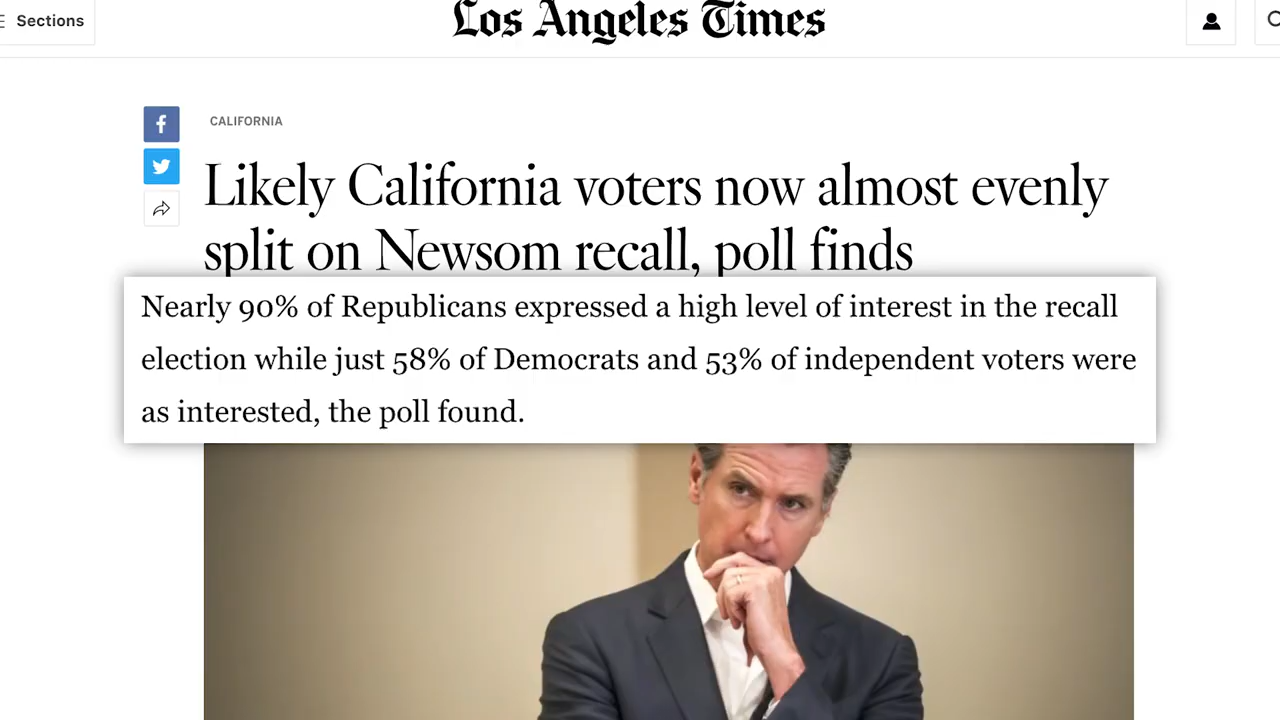 Sections
Los Angeles Times
CALIFORNIA
Likely California voters now almost evenly
split on Newsom recall, poll finds
Nearly 90% of Republicans expressed a high level of interest in the recall
election while just 58% of Democrats and 53% of independent voters were
as interested, the poll found.